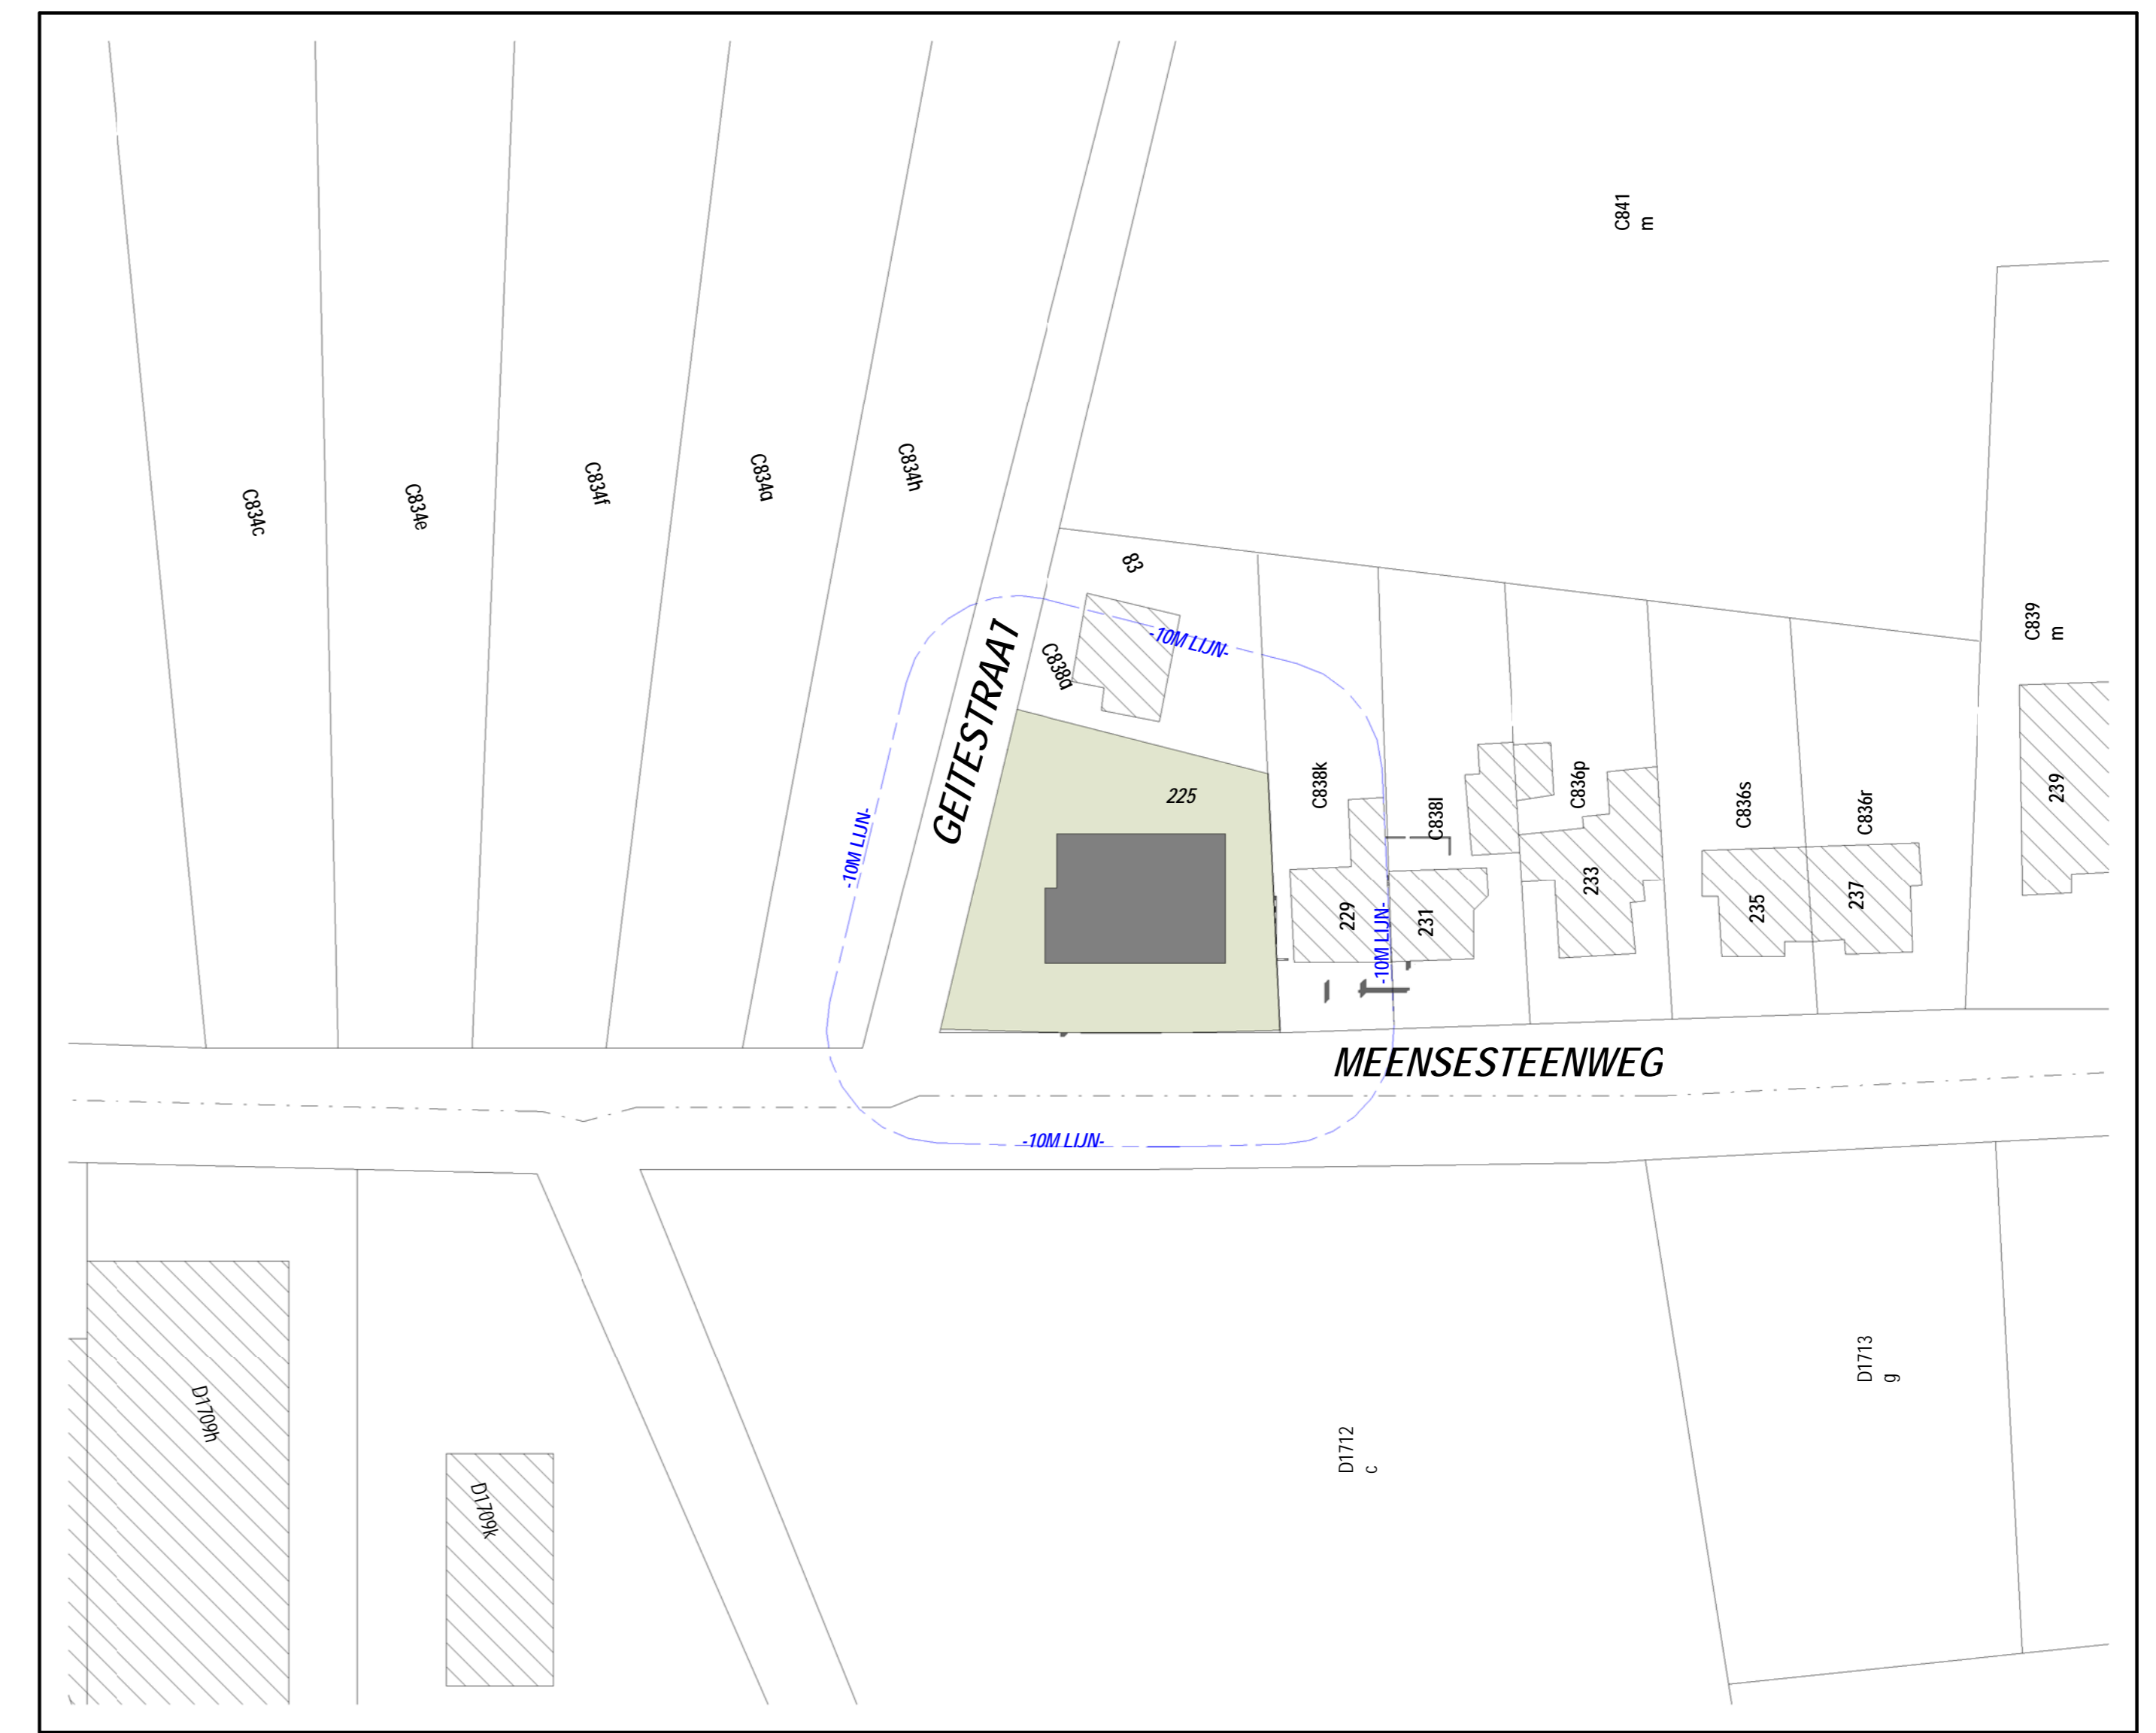 C841
m
C834h
C834a
C834f
C834e
C834c
83
C839
m
-10M LIJN-
C838q
GEITESTRAAT
C838k
C838l
C836p
C836s
C836r
239
225
-10M LIJN-
229
231
233
235
237
-10M LIJN-
MEENSESTEENWEG
-10M LIJN-
D1713
g
D1709h
D1712
c
D1709k